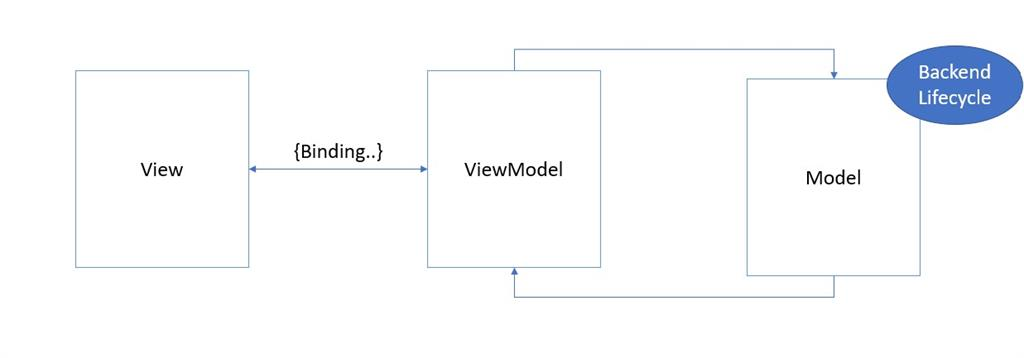 View
{Binding..}
ViewModel
Model
Backend
Lifecycle